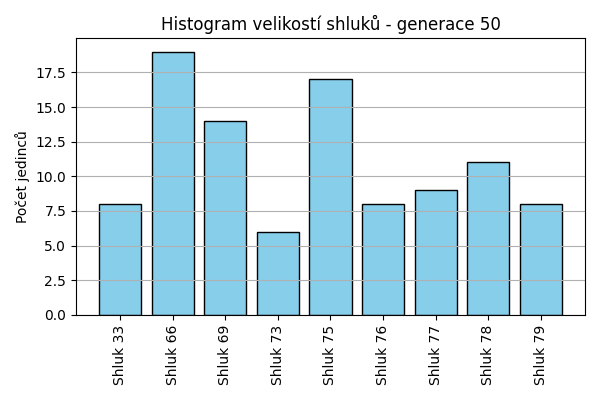 Histogram velikostí shluků - generace 50
Počet jedinců
17.5
15.0
12.5
10.0
7.5
5.0
2.5
0.0
Shluk 33
Shluk 66
Shluk 69
Shluk 73
Shluk 75
Shluk 76
Shluk 77
Shluk 78
Shluk 79